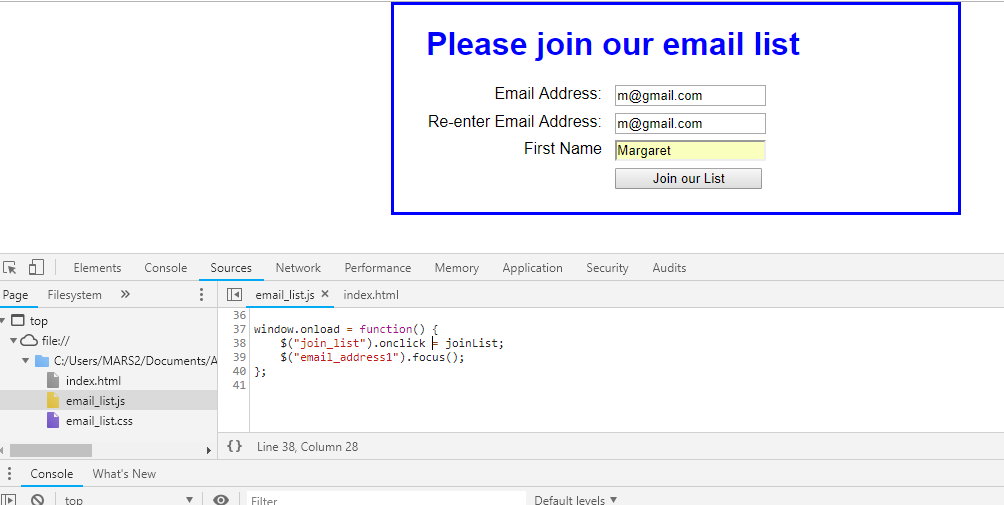 Please join our email list
Email Address: m@gmail.com
Re-enter Email Address: m@gmail.com
First Name Margaret
Join our List
Elements Console Sources Network Performance Memory Application Security Audits
Page Filesystem » email_list.js × index.html
top
file://
C:/Users/MARS2/Documents/A
index.html
email_list.js
email_list.css
36
37 window.onload = function() {
38 $("join_list").onclick = joinList;
39 $("email_address1").focus();
40 };
41
{} Line 38, Column 28
Console What's New
top Filter Default levels ▼